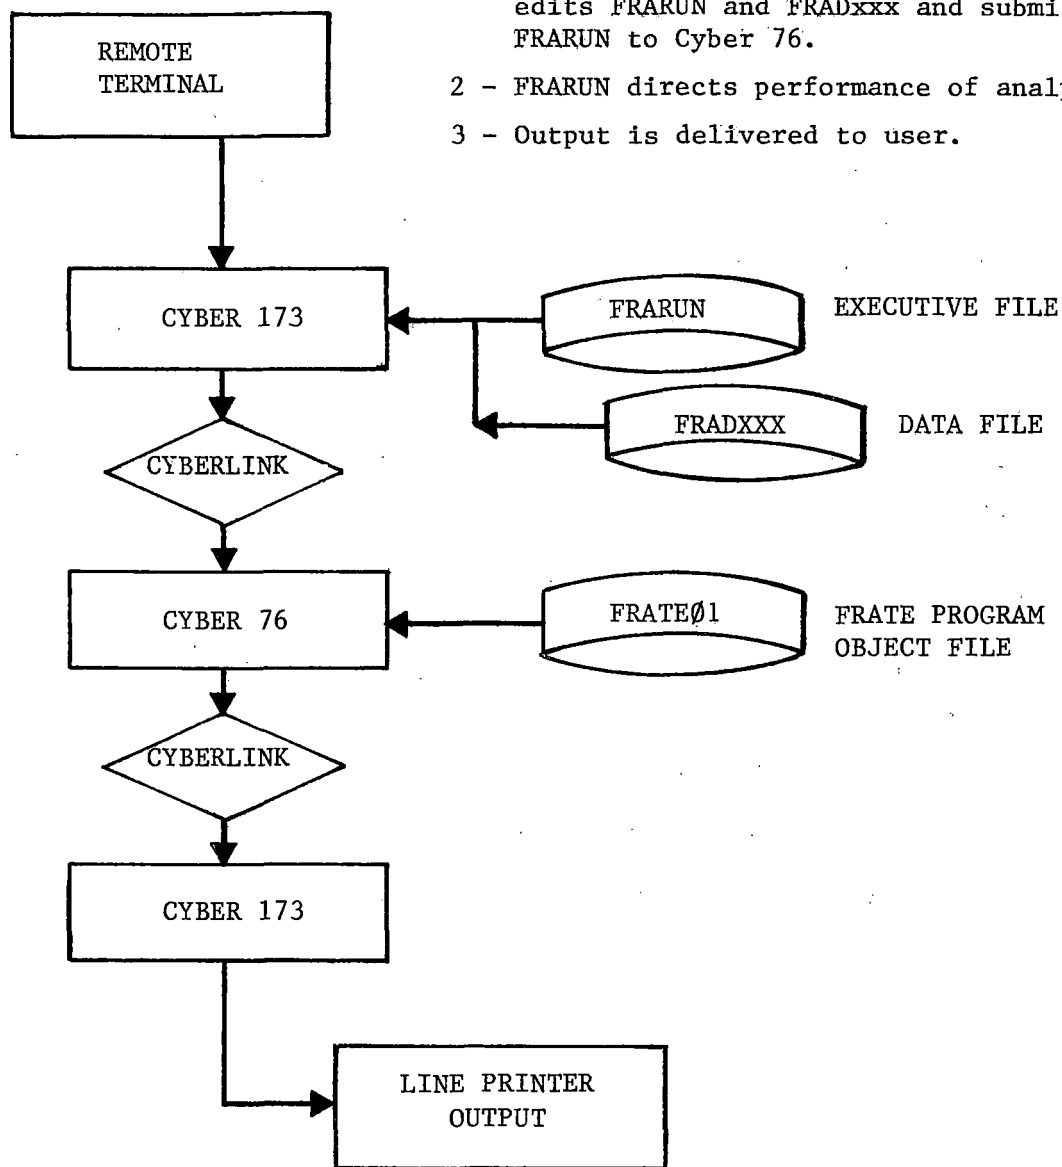 edits FRARUN and FRADxxx and submi
FRARUN to Cyber 76.
2 - FRARUN directs performance of anal
3 - Output is delivered to user.
REMOTE
TERMINAL
CYBER 173
FRARUN
EXECUTIVE FILE
FRADXXX
DATA FILE
CYBERLINK
CYBER 76
FRATEØ1
FRATE PROGRAM
OBJECT FILE
CYBERLINK
CYBER 173
LINE PRINTER
OUTPUT